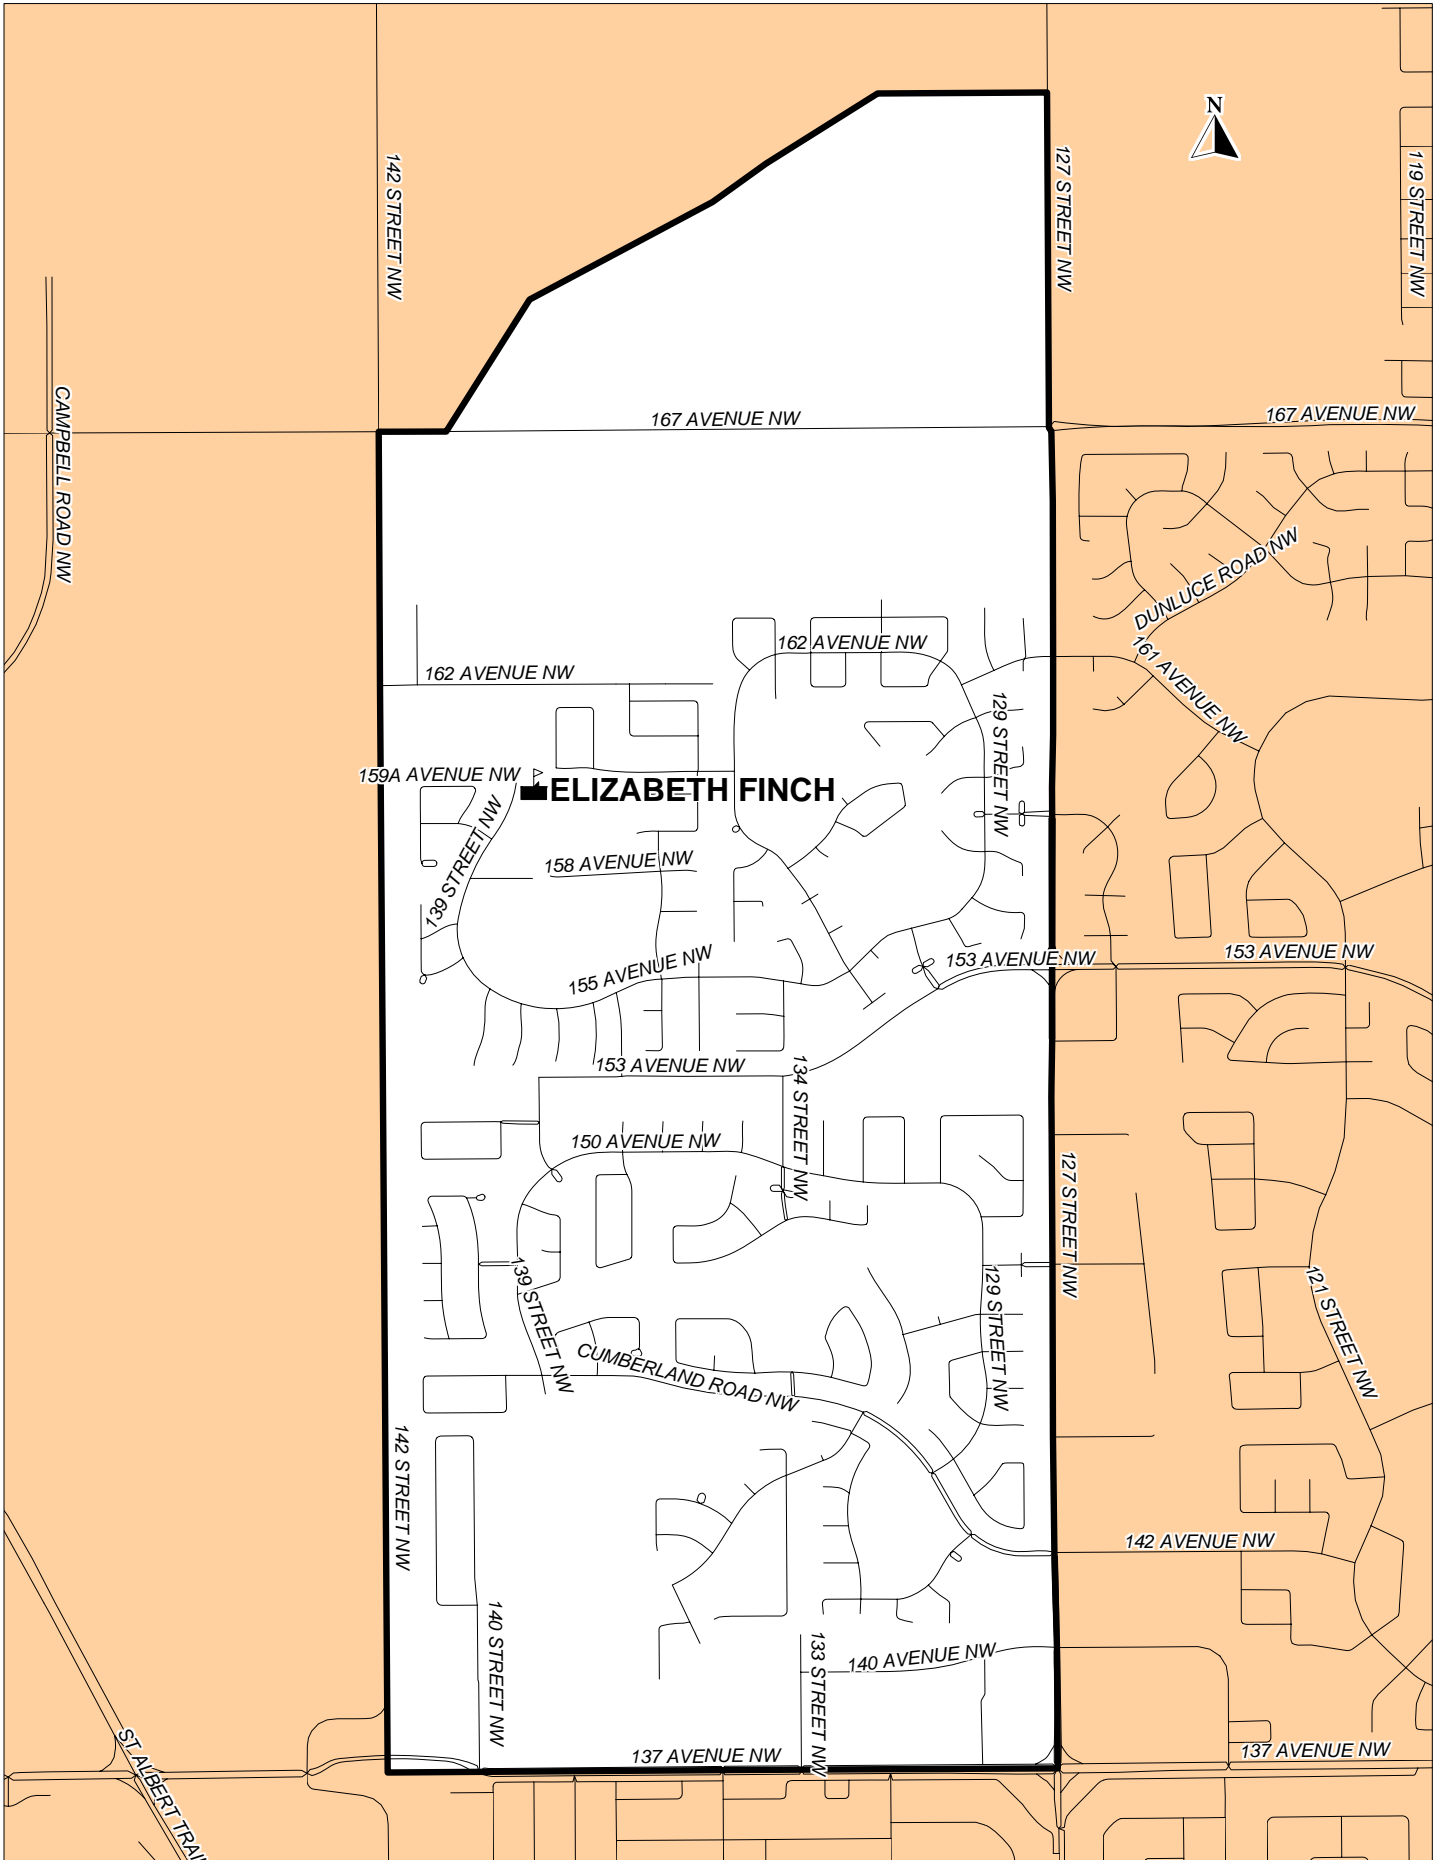 N
142 STREET NW
127 STREET NW
119 STREET NW
CAMPBELL ROAD NW
167 AVENUE NW
167 AVENUE NW
DUNLUCE ROAD NW
162 AVENUE NW
162 AVENUE NW
161 AVENUE NW
129 STREET NW
159A AVENUE NW
ELIZABETH FINCH
139 STREET NW
158 AVENUE NW
155 AVENUE NW
153 AVENUE NW
153 AVENUE NW
153 AVENUE NW
134 STREET NW
150 AVENUE NW
127 STREET NW
139 STREET NW
129 STREET NW
121 STREET NW
CUMBERLAND ROAD NW
142 STREET NW
142 AVENUE NW
140 STREET NW
133 STREET NW
140 AVENUE NW
137 AVENUE NW
137 AVENUE NW
ST ALBERT TRAI